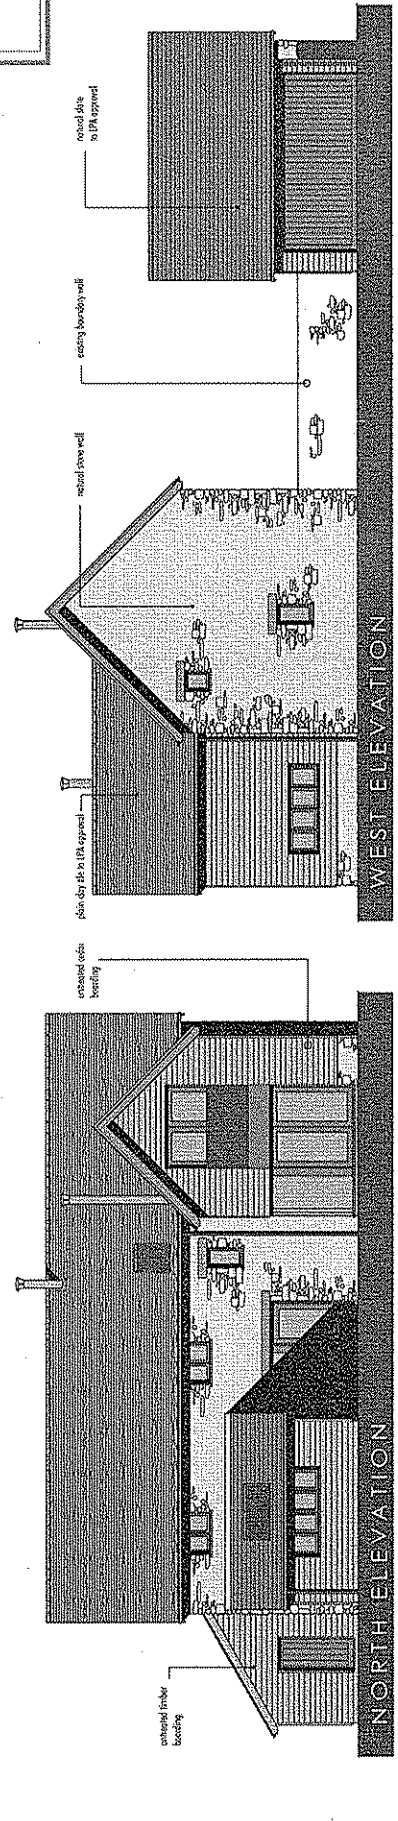 untreated timber
boarding
untreated cedar
boarding
plain clay tile to LPA approval
natural stone wall
existing boundary wall
natural slate
to LPA approval
NORTH ELEVATION
WEST ELEVATION